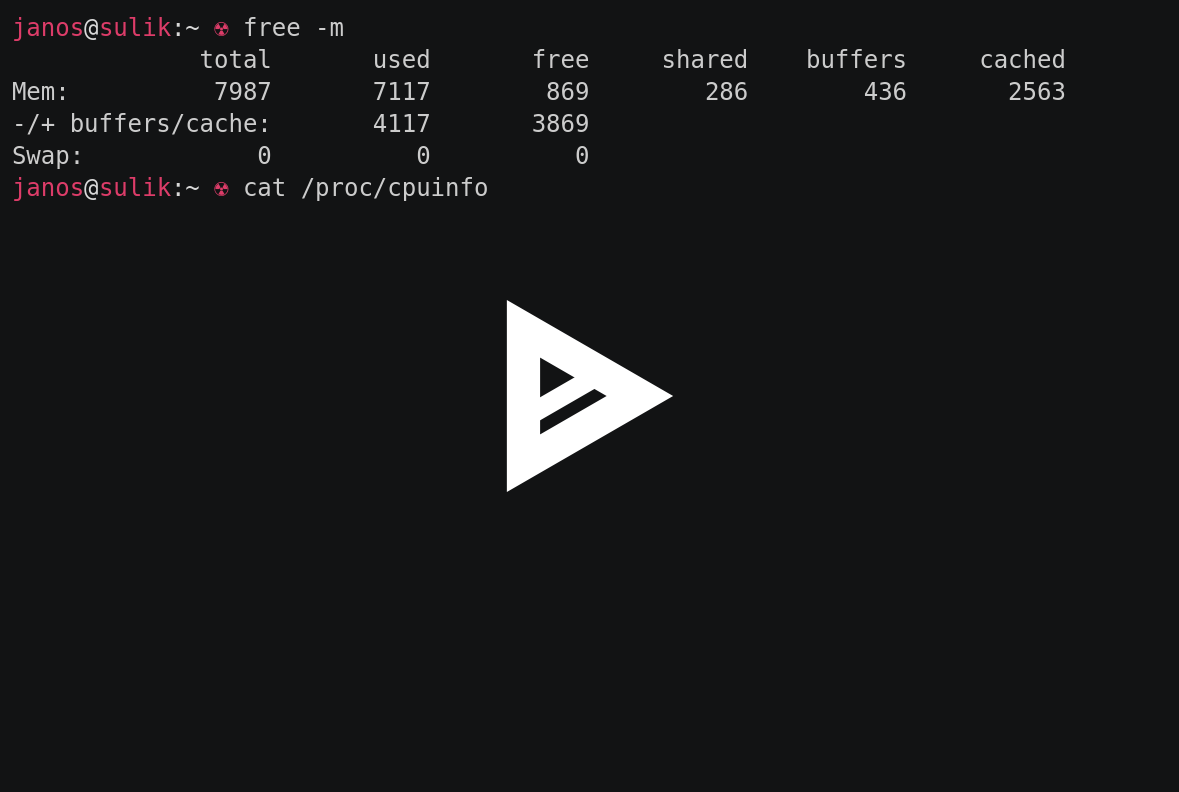 janos@sulik:~ ☢ free -m
             total       used       free     shared    buffers     cached
Mem:          7987       7117        869        286        436       2563
-/+ buffers/cache:       4117       3869
Swap:            0          0          0
janos@sulik:~ ☢ cat /proc/cpuinfo